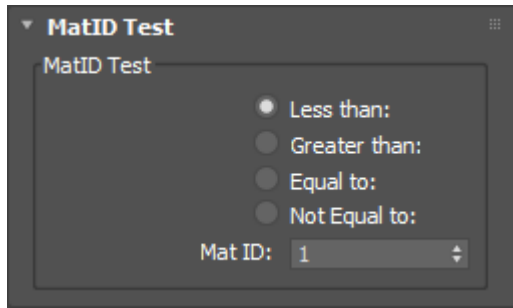 MatID Test
MatID Test
Less than:
Greater than:
Equal to:
Not Equal to:
Mat ID: 1